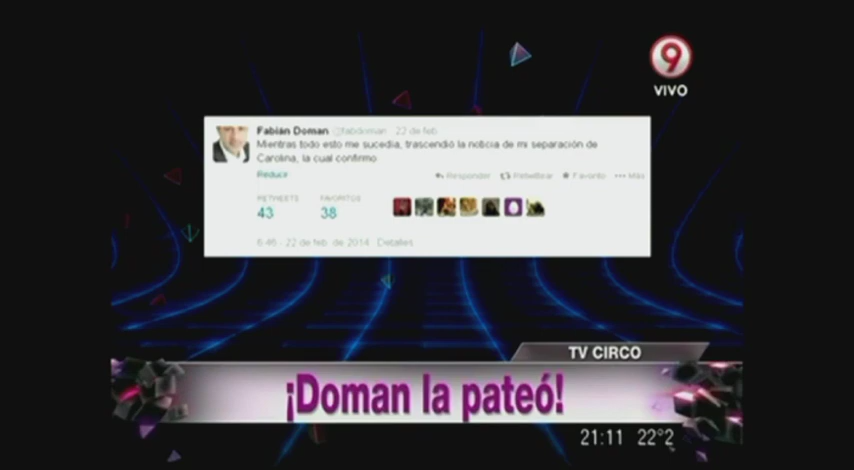 9
VIVO
Fabián Doman @fabdoman · 22 de feb.
Mientras todo esto me sucedía, trascendió la noticia de mi separación de
Carolina, la cual confirmo.
Reducir
Responder Retwittear Favorito Más
RETWEETS FAVORITOS
43 38
6:46 - 22 de feb. de 2014 · Detalles
TV CIRCO
¡Doman la pateó!
21:11 22°2